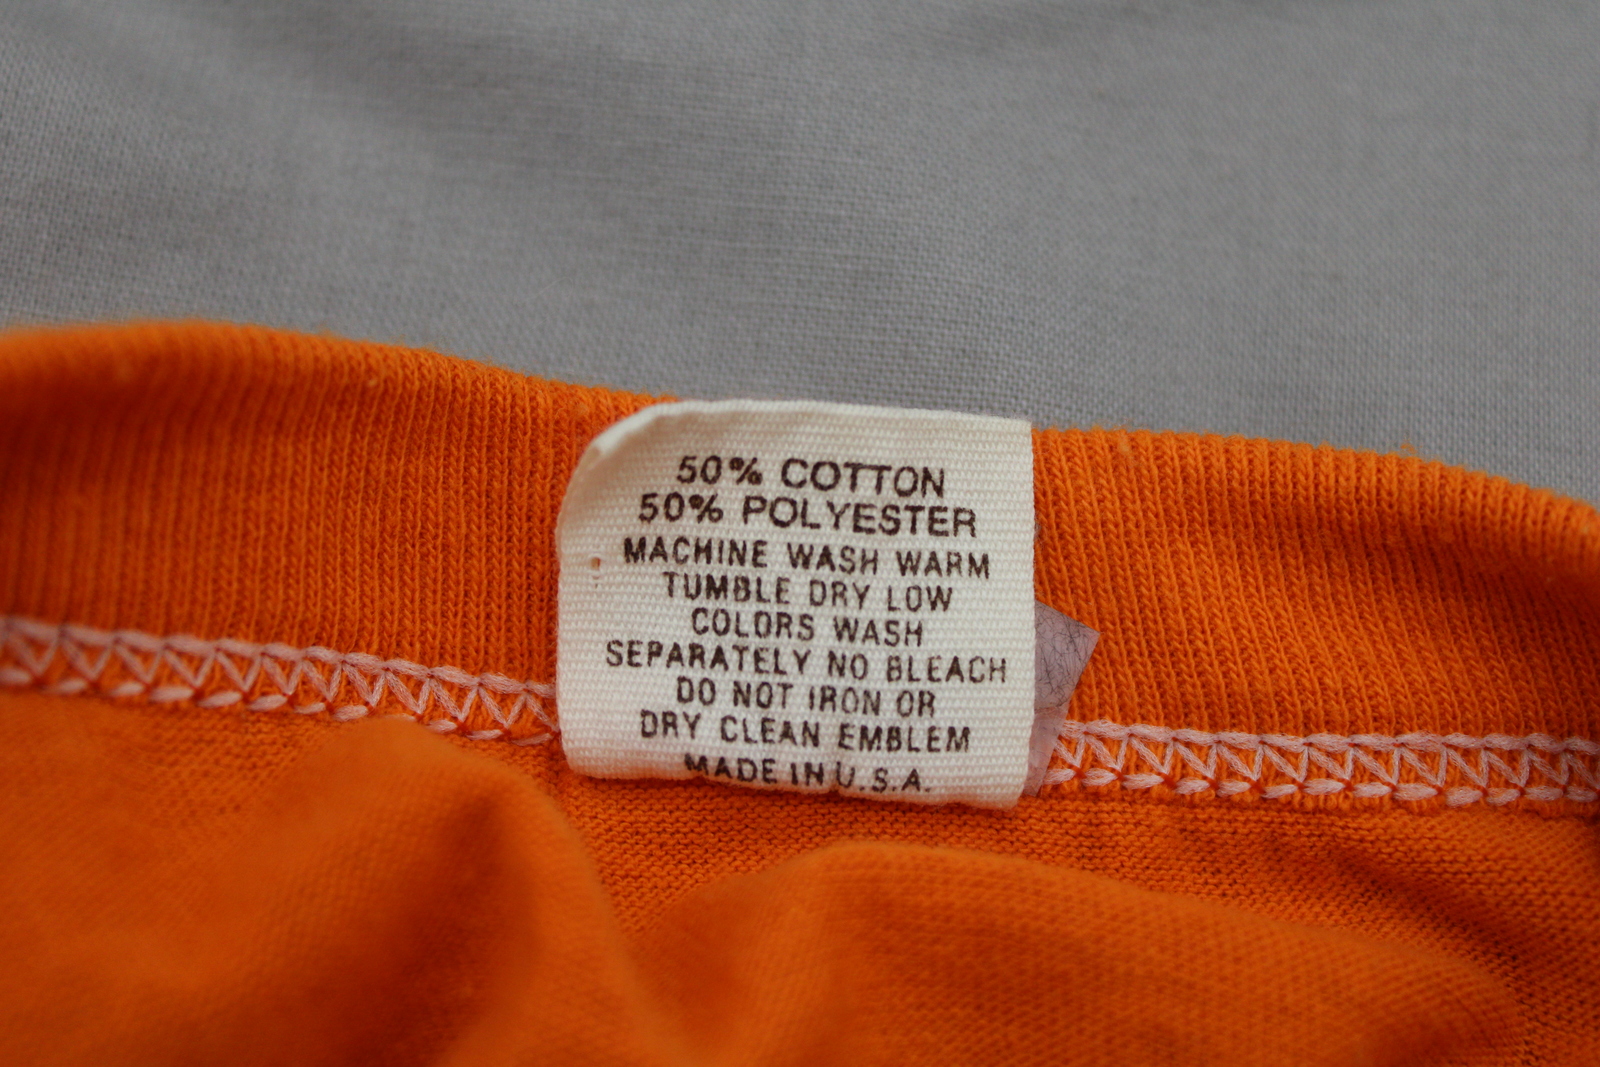 50% COTTON
50% POLYESTER
MACHINE WASH WARM
TUMBLE DRY LOW
COLORS WASH
SEPARATELY NO BLEACH
DO NOT IRON OR
DRY CLEAN EMBLEM
MADE IN U.S.A.